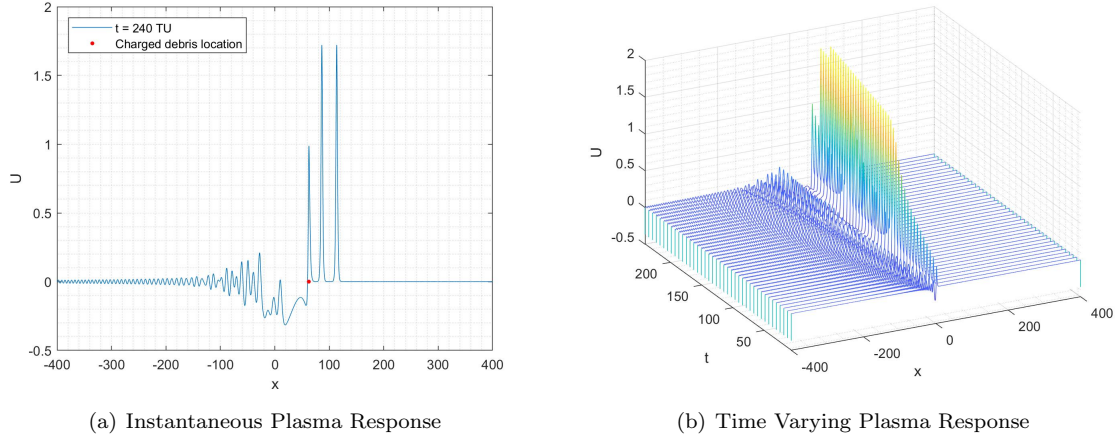 t = 240 TU
Charged debris location
2
1.5
1
0.5
0
-0.5
U
-400 -300 -200 -100 0 100 200 300 400
x
(a) Instantaneous Plasma Response
2
1.5
1
0.5
0
-0.5
U
200
150
100
50
t
-400 -200 0 200 400
x
(b) Time Varying Plasma Response